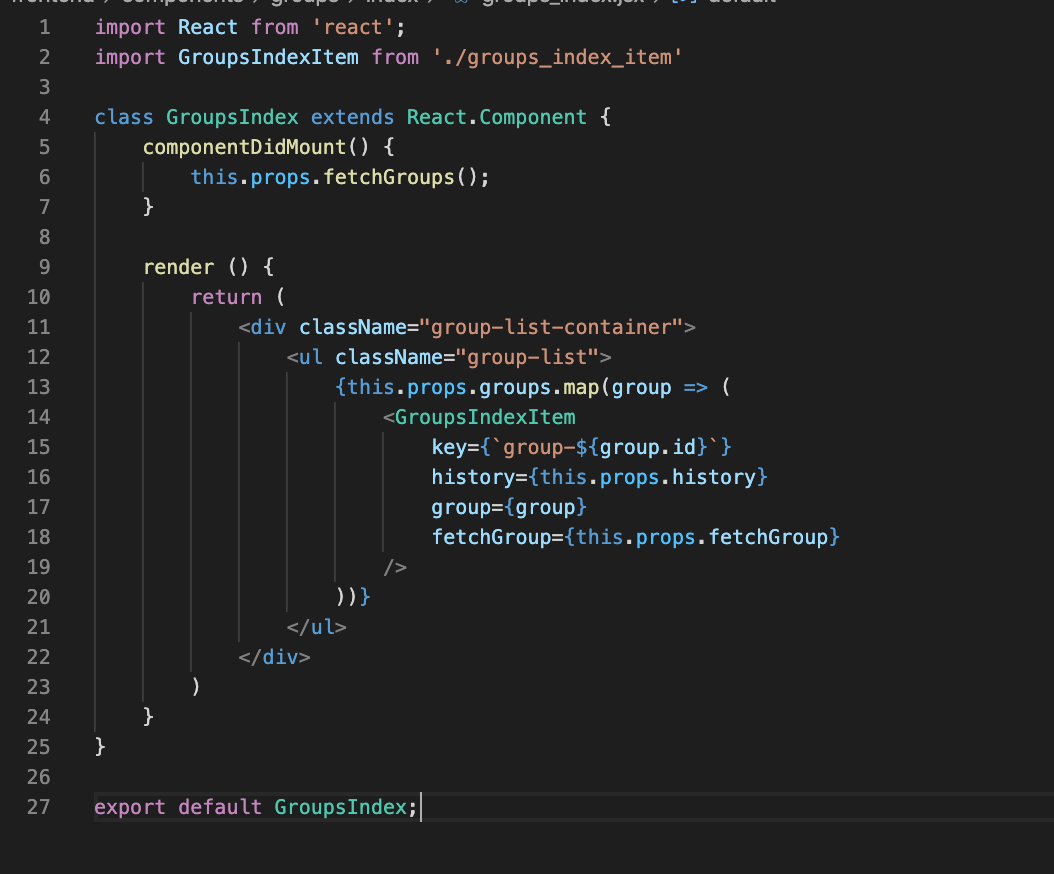 frontend > components > groups > index > groups_index.jsx > default
1 import React from 'react';
2 import GroupsIndexItem from './groups_index_item'
3
4 class GroupsIndex extends React.Component {
5     componentDidMount() {
6         this.props.fetchGroups();
7     }
8
9     render () {
10         return (
11             <div className="group-list-container">
12                 <ul className="group-list">
13                     {this.props.groups.map(group => (
14                         <GroupsIndexItem
15                             key={`group-${group.id}`}
16                             history={this.props.history}
17                             group={group}
18                             fetchGroup={this.props.fetchGroup}
19                         />
20                     ))}
21                 </ul>
22             </div>
23         )
24     }
25 }
26
27 export default GroupsIndex;